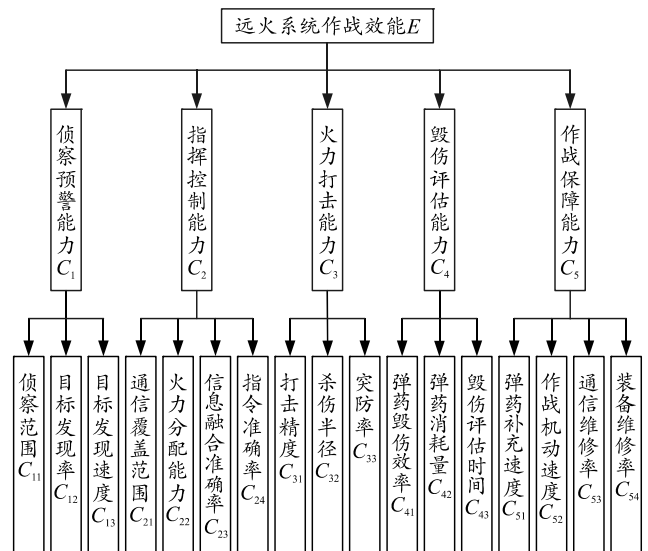 远火系统作战效能E
侦察预警能力C₁
指挥控制能力C₂
火力打击能力C₃
毁伤评估能力C₄
作战保障能力C₅
侦察范围C₁₁
目标发现率C₁₂
目标发现速度C₁₃
通信覆盖范围C₂₁
火力分配能力C₂₂
信息融合准确率C₂₃
指令准确率C₂₄
打击精度C₃₁
杀伤半径C₃₂
突防率C₃₃
弹药毁伤效率C₄₁
弹药消耗量C₄₂
毁伤评估时间C₄₃
弹药补充速度C₅₁
作战机动速度C₅₂
通信维修率C₅₃
装备维修率C₅₄